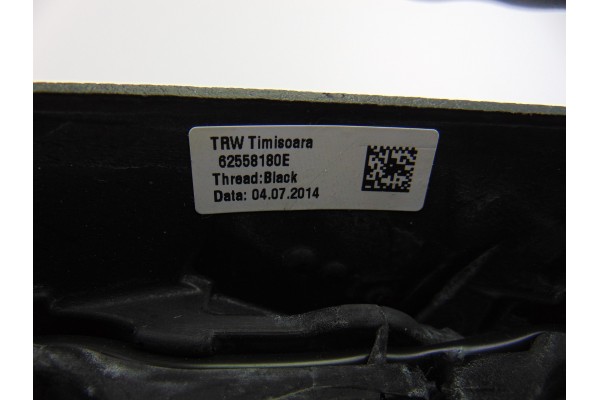 TRW Timisoara
62558180E
Thread:Black
Data: 04.07.2014